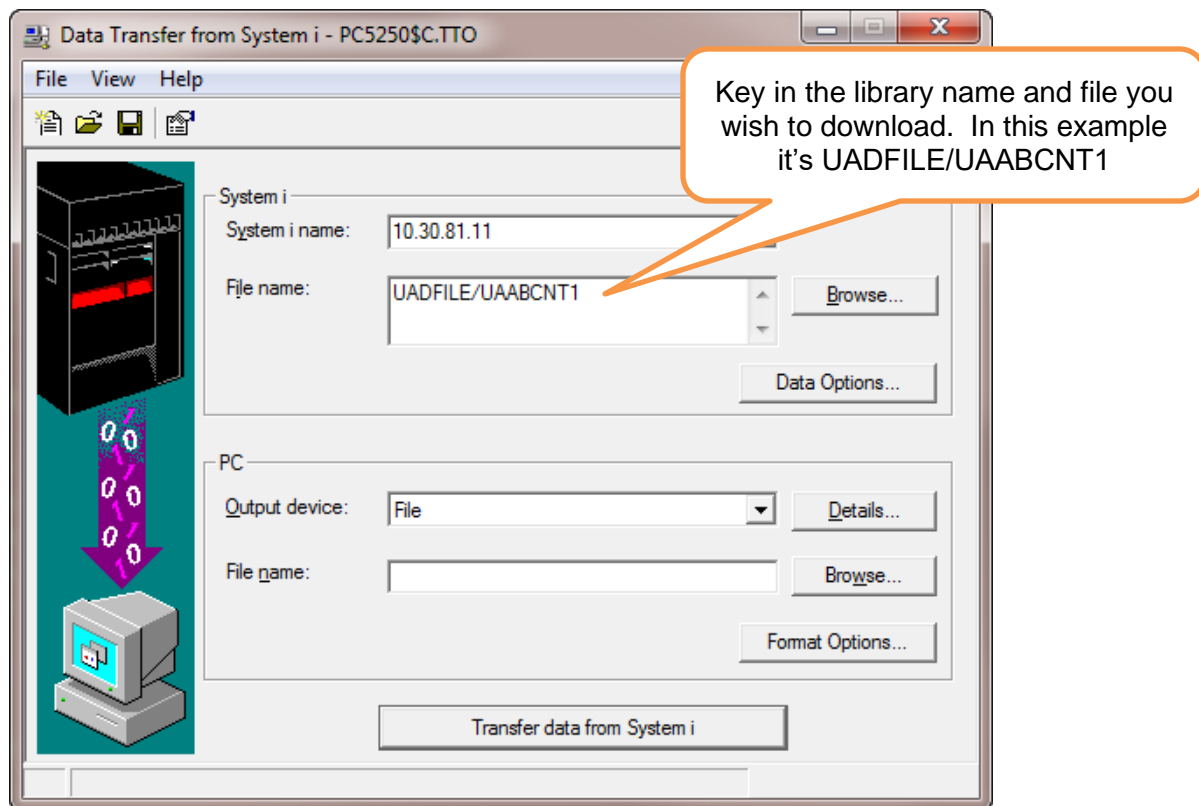 Data Transfer from System i - PC5250$C.TTO
File View Help
Key in the library name and file you
wish to download. In this example
it's UADFILE/UAABCNT1
System i
System i name: 10.30.81.11
File name: UADFILE/UAABCNT1 Browse...
Data Options...
PC
Output device: File Details...
File name: Browse...
Format Options...
Transfer data from System i